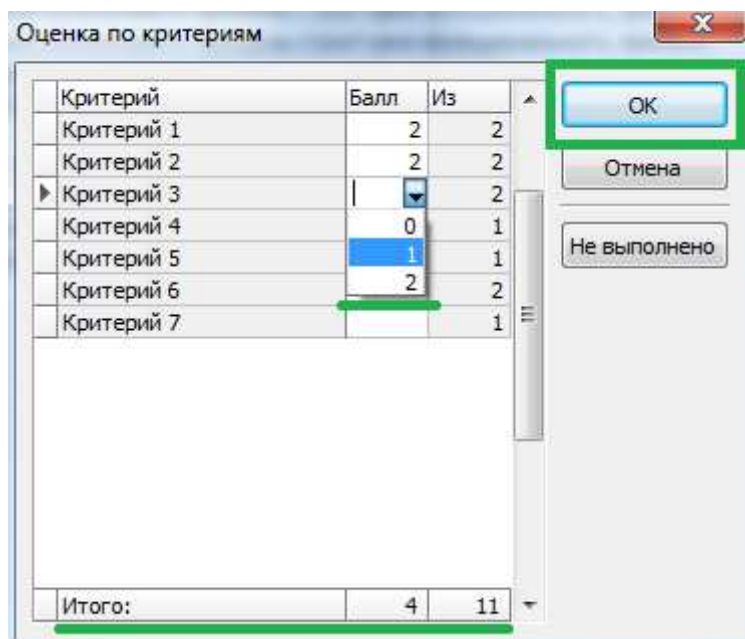 Оценка по критериям
Критерий Балл Из
Критерий 1 2 2
Критерий 2 2 2
Критерий 3 2
Критерий 4 0 1
Критерий 5 1 1
Критерий 6 2 2
Критерий 7 1
Итого: 4 11
ОК
Отмена
Не выполнено